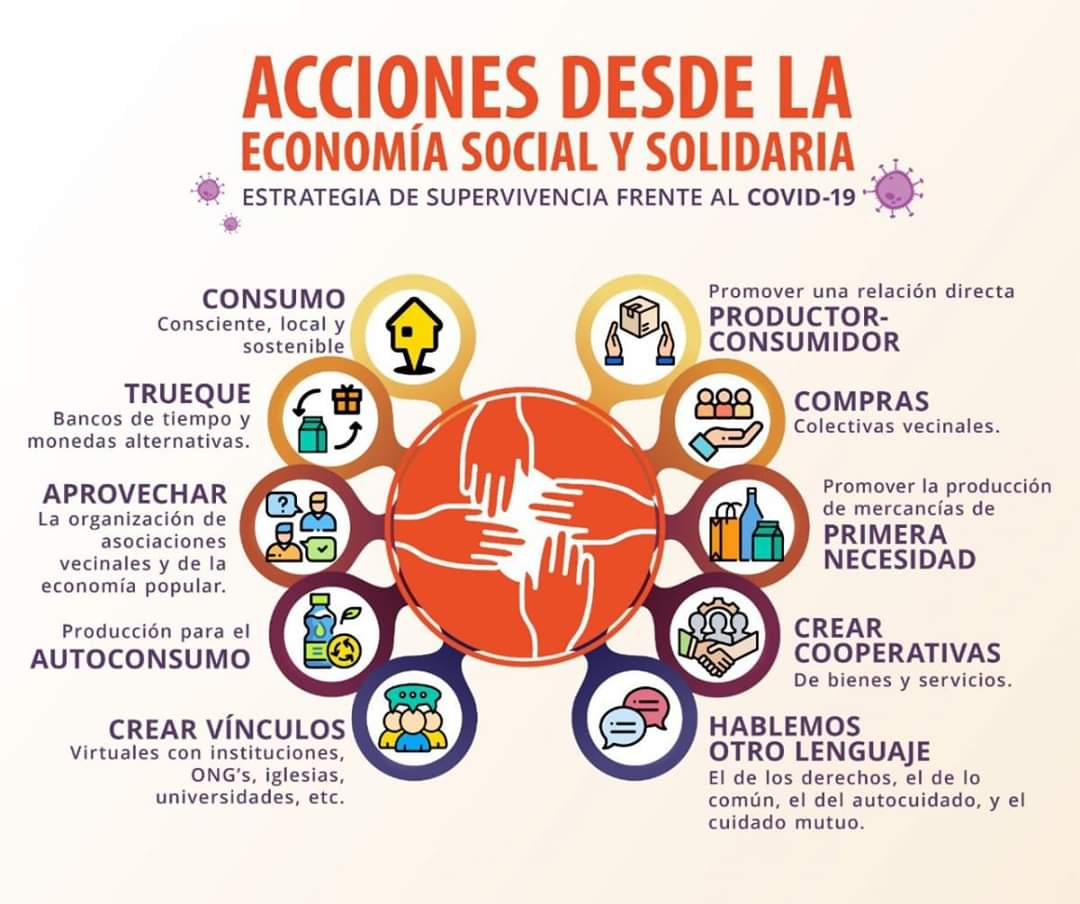 ACCIONES DESDE LA
ECONOMÍA SOCIAL Y SOLIDARIA
ESTRATEGIA DE SUPERVIVENCIA FRENTE AL COVID-19
CONSUMO
Consciente, local y
sostenible
TRUEQUE
Bancos de tiempo y
monedas alternativas.
APROVECHAR
La organización de
asociaciones
vecinales y de la
economía popular.
Producción para el
AUTOCONSUMO
CREAR VÍNCULOS
Virtuales con instituciones,
ONG's, iglesias,
universidades, etc.
Promover una relación directa
PRODUCTOR-
CONSUMIDOR
COMPRAS
Colectivas vecinales.
Promover la producción
de mercancías de
PRIMERA
NECESIDAD
CREAR
COOPERATIVAS
De bienes y servicios.
HABLEMOS
OTRO LENGUAJE
El de los derechos, el de lo
común, el del autocuidado, y el
cuidado mutuo.